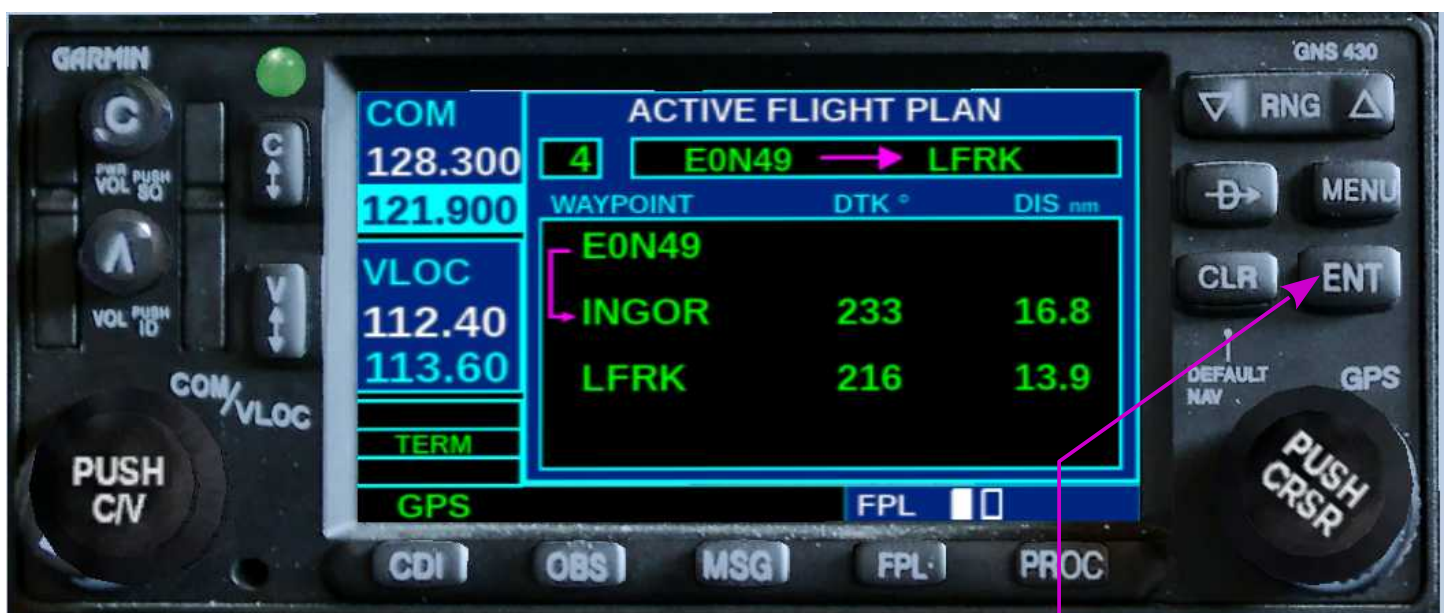 GARMIN
GNS 430
C
PWR VOL PUSH SQ
C
V
VOL PUSH ID
COM/VLOC
PUSH C/V
COM
128.300
121.900
VLOC
112.40
113.60
TERM
GPS
ACTIVE FLIGHT PLAN
4 E0N49 LFRK
WAYPOINT DTK ° DIS nm
E0N49
INGOR 233 16.8
LFRK 216 13.9
FPL
RNG
D MENU
CLR ENT
DEFAULT NAV
GPS
PUSH CRSR
CDI OBS MSG FPL PROC